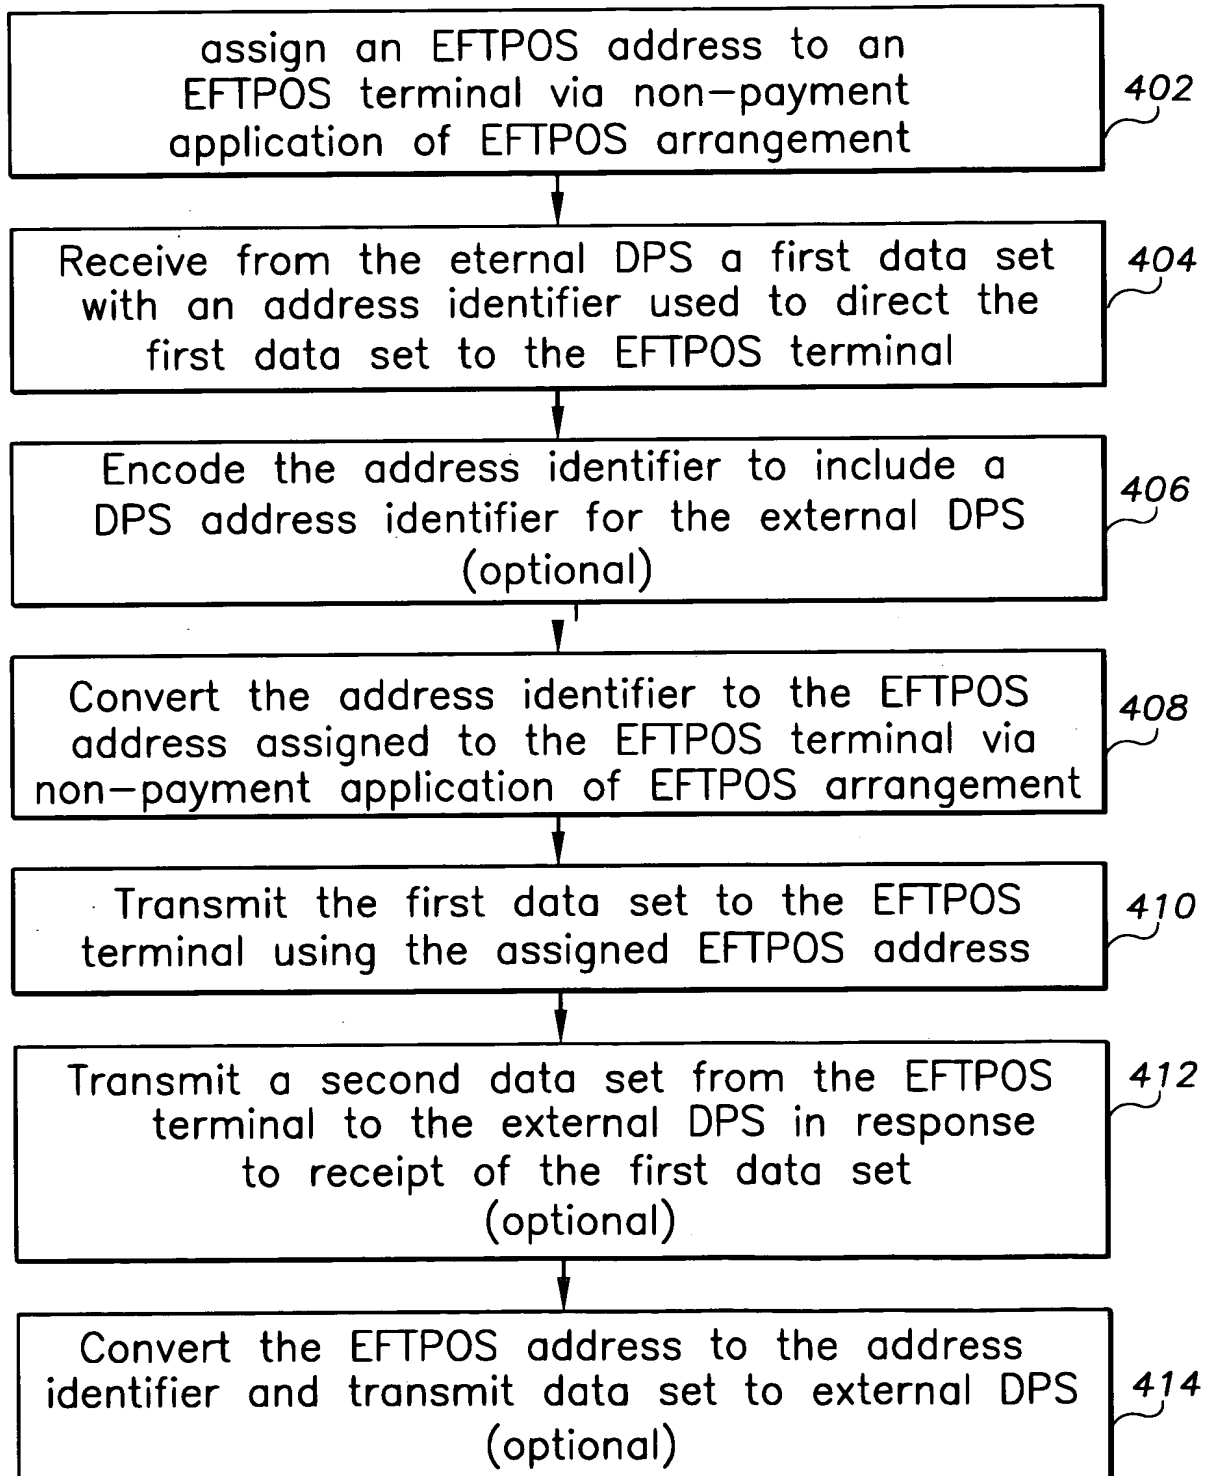 assign an EFTPOS address to an
EFTPOS terminal via non-payment
application of EFTPOS arrangement
402
Receive from the eternal DPS a first data set
with an address identifier used to direct the
first data set to the EFTPOS terminal
404
Encode the address identifier to include a
DPS address identifier for the external DPS
(optional)
406
Convert the address identifier to the EFTPOS
address assigned to the EFTPOS terminal via
non-payment application of EFTPOS arrangement
408
Transmit the first data set to the EFTPOS
terminal using the assigned EFTPOS address
410
Transmit a second data set from the EFTPOS
terminal to the external DPS in response
to receipt of the first data set
(optional)
412
Convert the EFTPOS address to the address
identifier and transmit data set to external DPS
(optional)
414